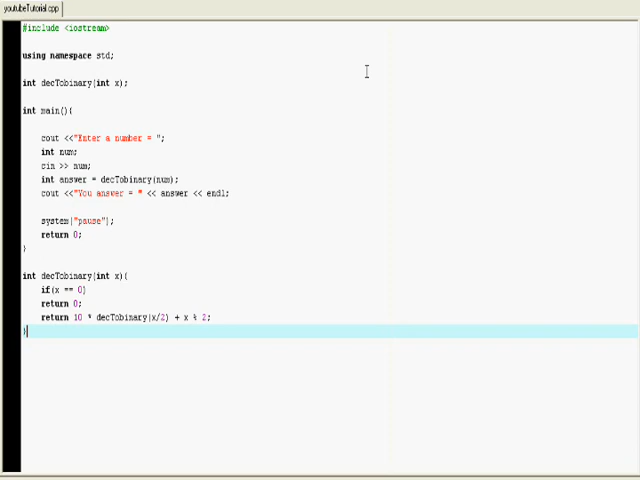 youtubeTutorial.cpp
#include <iostream>
using namespace std;
int decTobinary(int x);
int main(){
cout <<"Enter a number = ";
int num;
cin >> num;
int answer = decTobinary(num);
cout <<"You answer = " << answer << endl;
system("pause");
return 0;
}
int decTobinary(int x){
if(x == 0)
return 0;
return 10 * decTobinary(x/2) + x % 2;
}